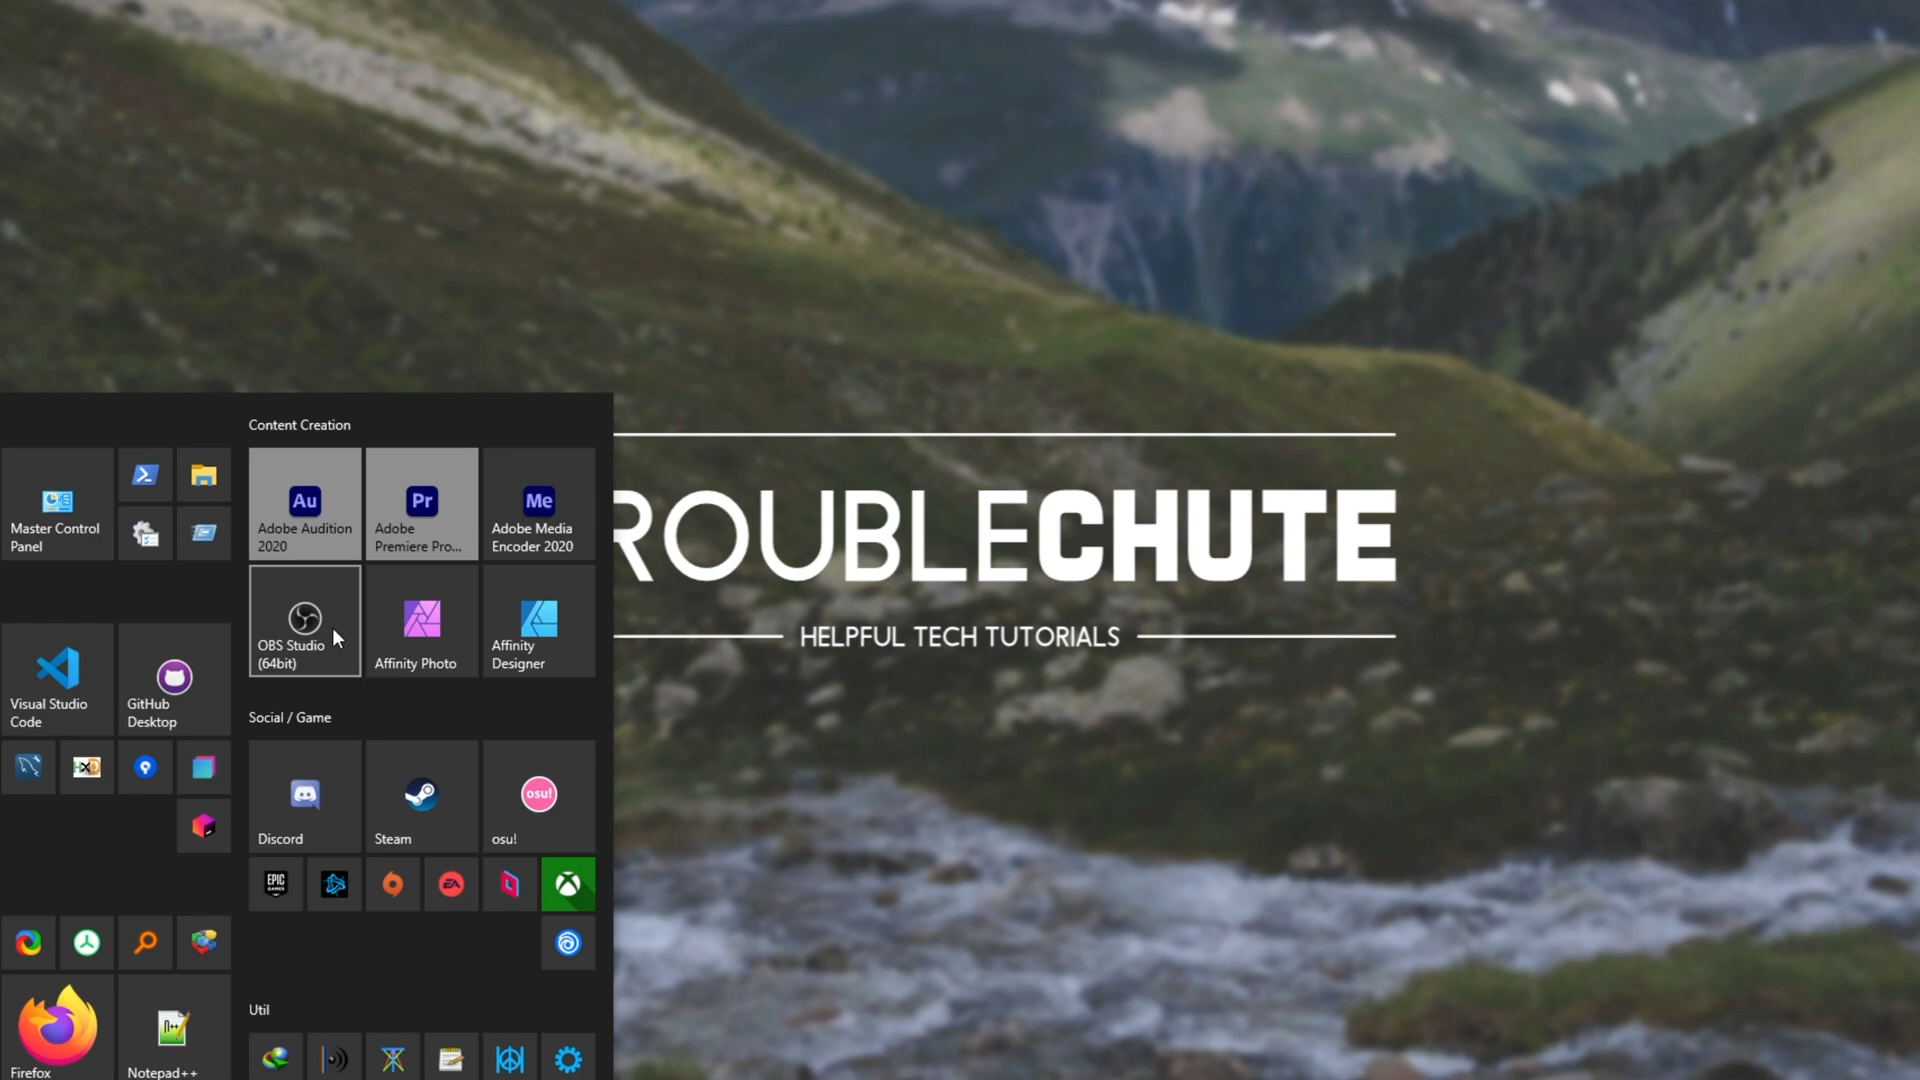 Content Creation
Master Control
Panel
Au
Adobe Audition
2020
Pr
Adobe
Premiere Pro...
Me
Adobe Media
Encoder 2020
OBS Studio
(64bit)
Affinity Photo
Affinity
Designer
ROUBLECHUTE
HELPFUL TECH TUTORIALS
Visual Studio
Code
GitHub
Desktop
Social / Game
Discord
Steam
osu!
osu!
EPIC
GAMES
EA
Util
Firefox
Notepad++